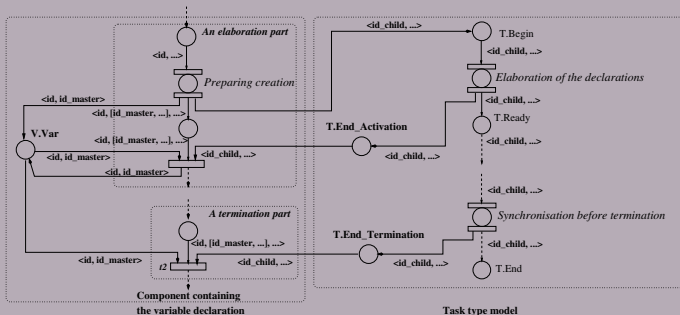 An elaboration part
<id, ...>
Preparing creation
<id, id_master>
<id, [id_master, ...], ...>
<id, [id_master, ...], ...>
V.Var
<id, id_master>
<id_child, ...>
<id, id_master>
A termination part
<id, [id_master, ...], ...>
<id, id_master>
t2
<id_child, ...>
Component containing
the variable declaration
<id_child, ...>
T.Begin
<id_child, ...>
Elaboration of the declarations
<id_child, ...>
T.Ready
T.End_Activation
<id_child, ...>
<id_child, ...>
<id_child, ...>
Synchronisation before termination
T.End_Termination
<id_child, ...>
<id_child, ...>
T.End
Task type model